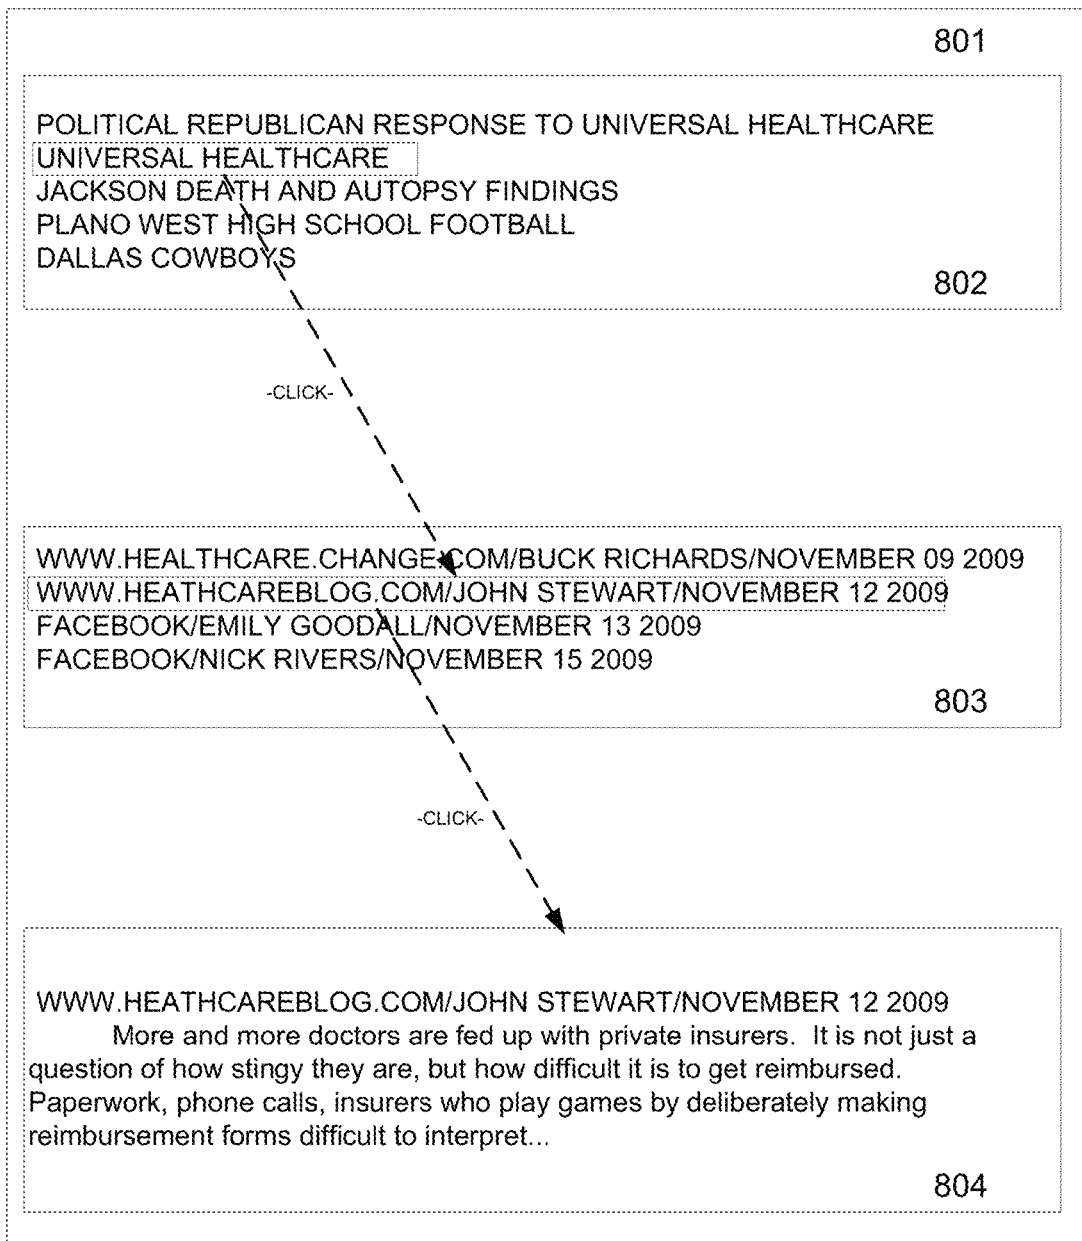 801
POLITICAL REPUBLICAN RESPONSE TO UNIVERSAL HEALTHCARE
UNIVERSAL HEALTHCARE
JACKSON DEATH AND AUTOPSY FINDINGS
PLANO WEST HIGH SCHOOL FOOTBALL
DALLAS COWBOYS
802
-CLICK-
WWW.HEALTHCARE.CHANGE.COM/BUCK RICHARDS/NOVEMBER 09 2009
WWW.HEATHCAREBLOG.COM/JOHN STEWART/NOVEMBER 12 2009
FACEBOOK/EMILY GOODALL/NOVEMBER 13 2009
FACEBOOK/NICK RIVERS/NOVEMBER 15 2009
803
-CLICK-
WWW.HEATHCAREBLOG.COM/JOHN STEWART/NOVEMBER 12 2009
More and more doctors are fed up with private insurers.  It is not just a
question of how stingy they are, but how difficult it is to get reimbursed.
Paperwork, phone calls, insurers who play games by deliberately making
reimbursement forms difficult to interpret...
804